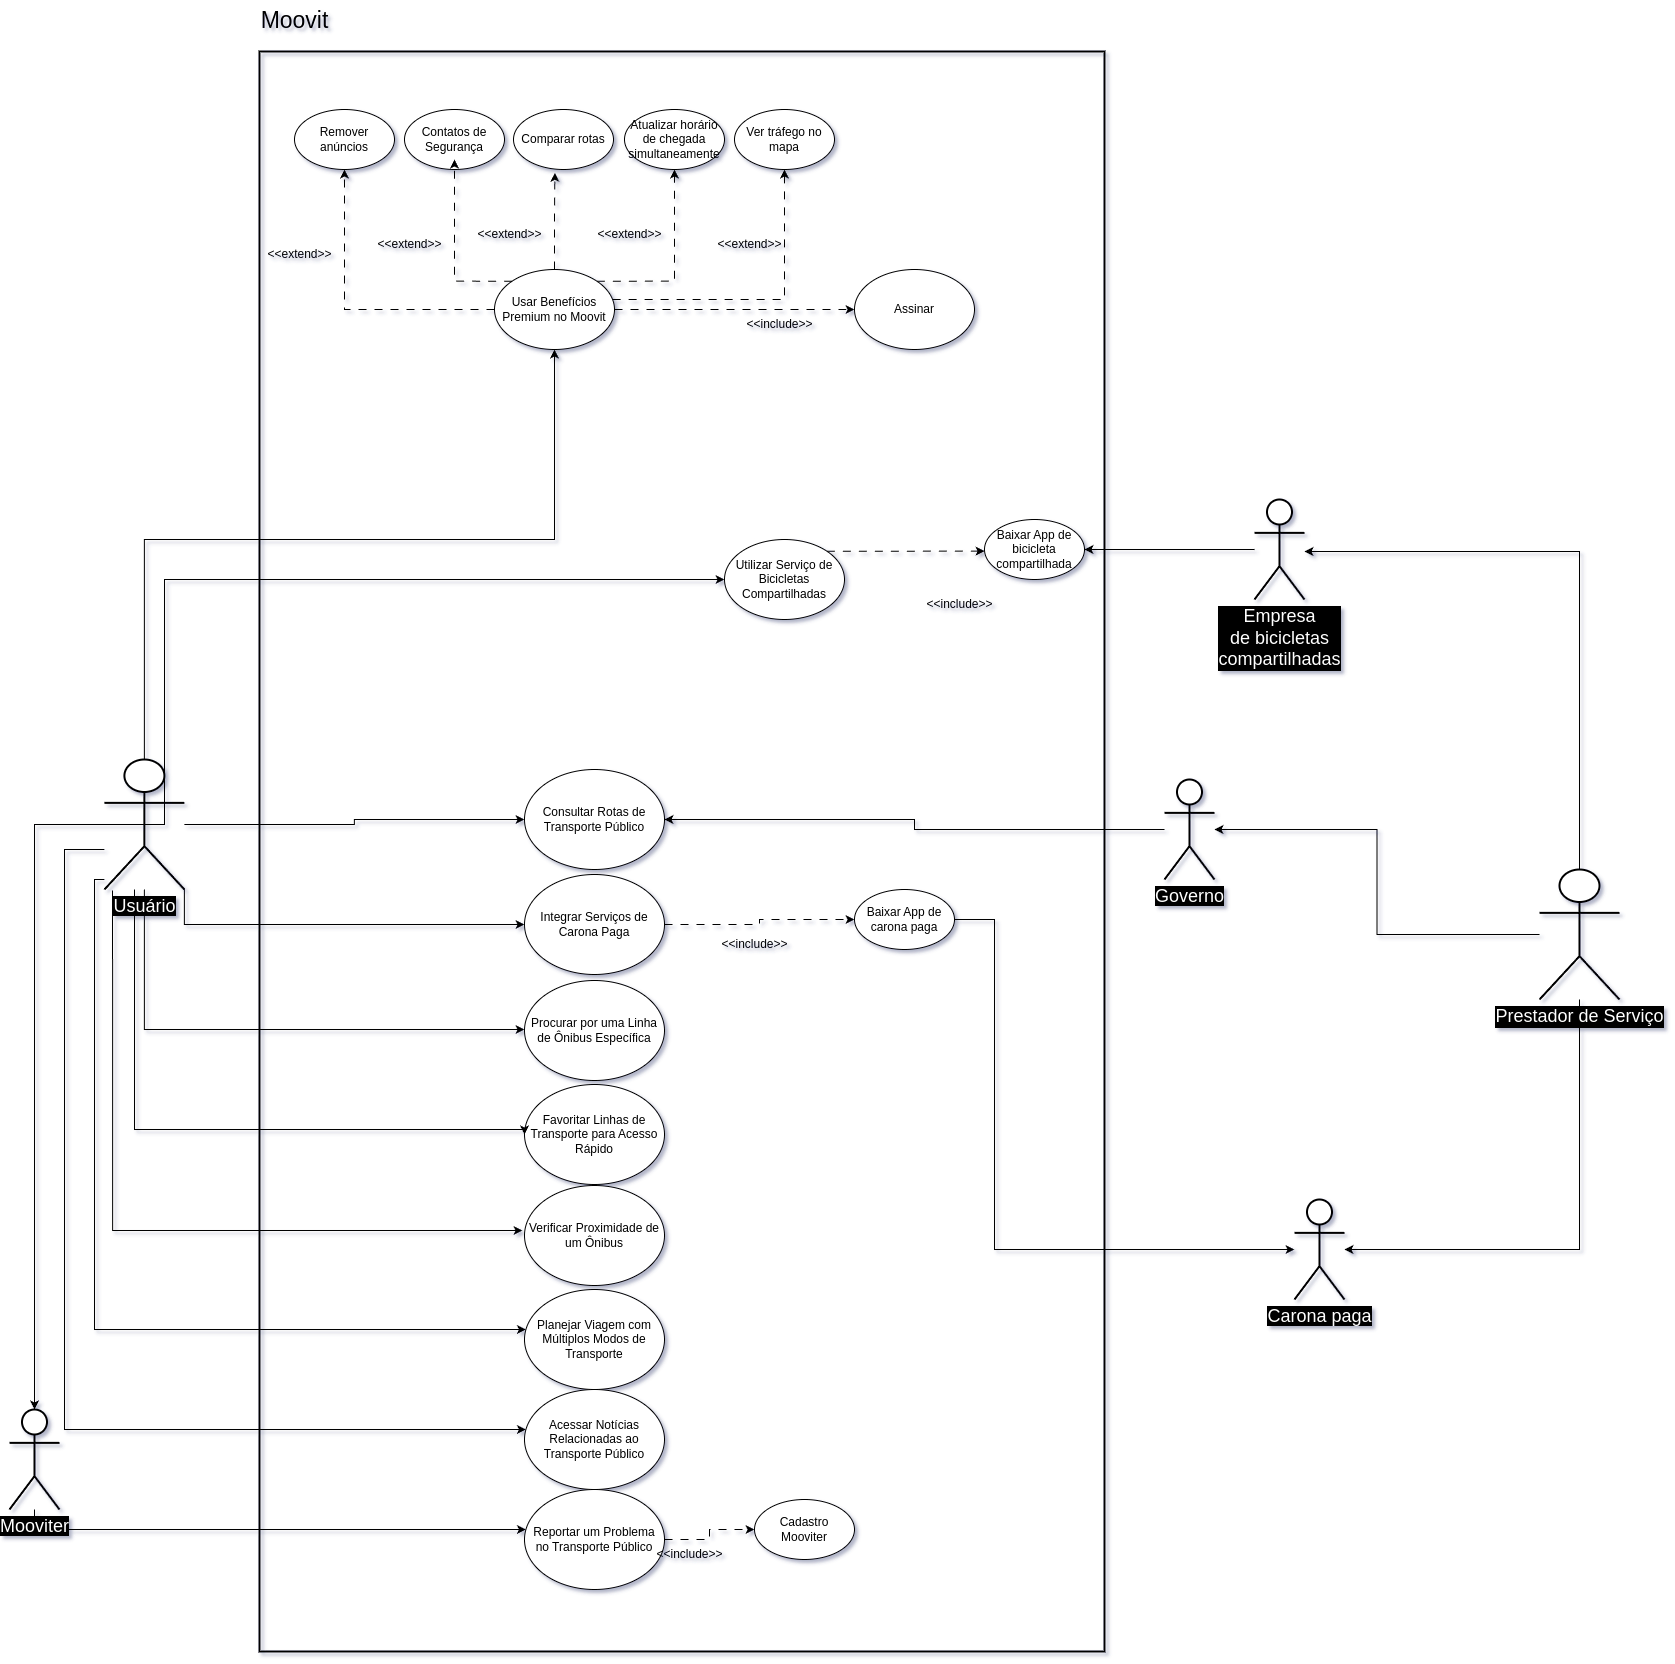 Moovit
Remover
anúncios
Contatos de
Segurança
Comparar rotas
Atualizar horário
de chegada
simultaneamente
Ver tráfego no
mapa
<<extend>>
<<extend>>
<<extend>>
<<extend>>
<<extend>>
Usar Benefícios
Premium no Moovit
Assinar
<<include>>
Utilizar Serviço de
Bicicletas
Compartilhadas
Baixar App de
bicicleta
compartilhada
<<include>>
Empresa
de bicicletas
compartilhadas
Consultar Rotas de
Transporte Público
Governo
Usuário
Integrar Serviços de
Carona Paga
<<include>>
Baixar App de
carona paga
Prestador de Serviço
Procurar por uma Linha
de Ônibus Específica
Favoritar Linhas de
Transporte para Acesso
Rápido
Verificar Proximidade de
um Ônibus
Carona paga
Planejar Viagem com
Múltiplos Modos de
Transporte
Acessar Notícias
Relacionadas ao
Transporte Público
Mooviter
Reportar um Problema
no Transporte Público
<<include>>
Cadastro
Mooviter